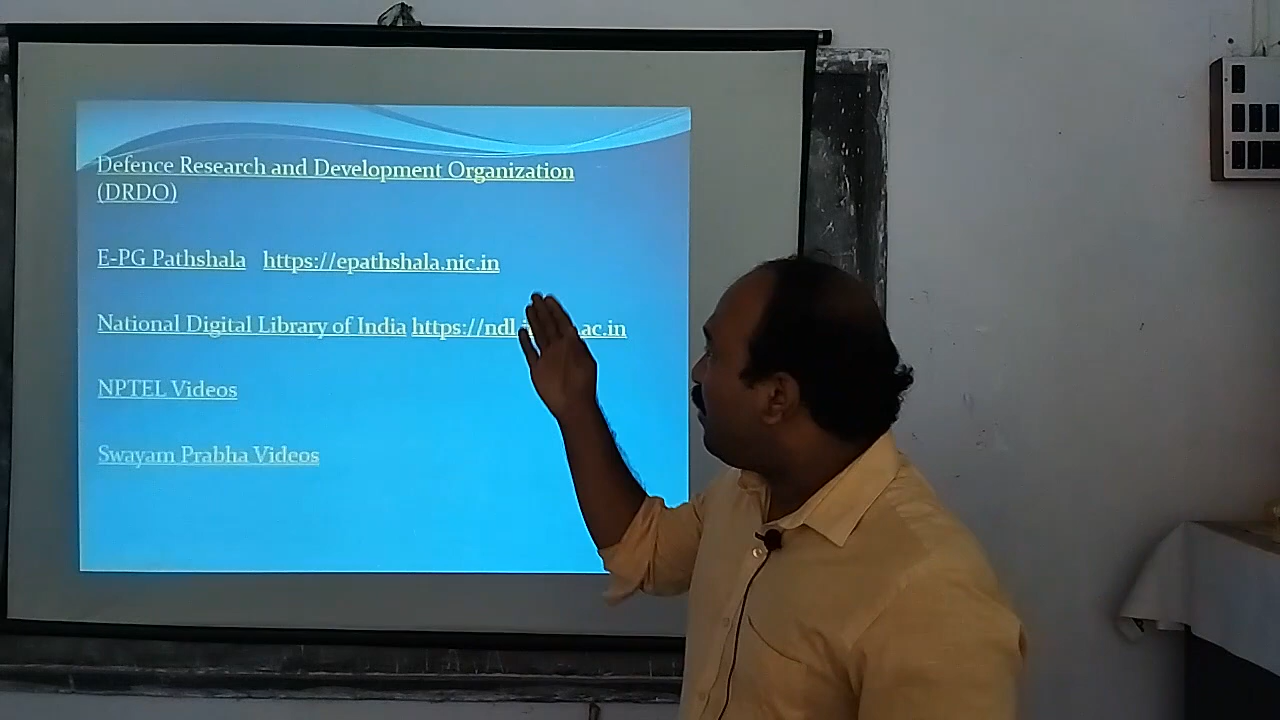 Defence Research and Development Organization
(DRDO)
E-PG Pathshala https://epathshala.nic.in
National Digital Library of India https://ndl.i ac.in
NPTEL Videos
Swayam Prabha Videos